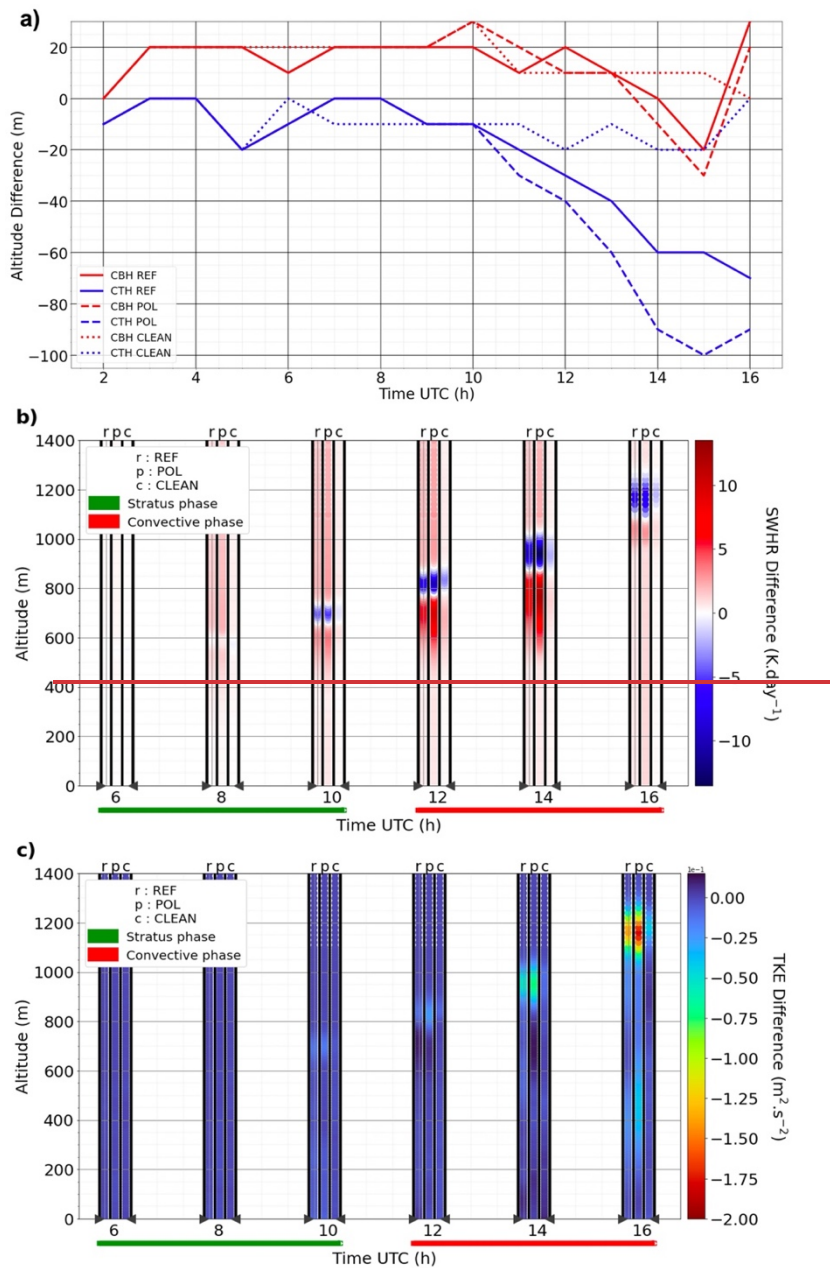 a)
20
0
−20
−40
−60
−80
−100
Altitude Difference (m)
CBH REF
CTH REF
CBH POL
CTH POL
CBH CLEAN
CTH CLEAN
2 4 6 8 10 12 14 16
Time UTC (h)
b)
r p c r p c r p c r p c r p c r p c
1400
1200
1000
800
600
400
200
0
Altitude (m)
r : REF
p : POL
c : CLEAN
Stratus phase
Convective phase
6 8 10 12 14 16
Time UTC (h)
10
5
0
−5
−10
SWHR Difference (K.day⁻¹)
c)
r p c r p c r p c r p c r p c r p c
1400
1200
1000
800
600
400
200
0
Altitude (m)
r : REF
p : POL
c : CLEAN
Stratus phase
Convective phase
6 8 10 12 14 16
Time UTC (h)
1e−1
0.00
−0.25
−0.50
−0.75
−1.00
−1.25
−1.50
−1.75
−2.00
TKE Difference (m².s⁻²)